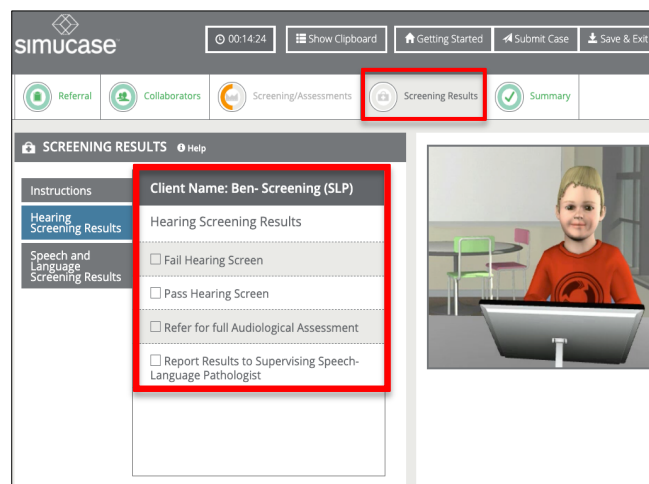 simucase
00:14:24
Show Clipboard
Getting Started
Submit Case
Save & Exit
Referral
Collaborators
Screening/Assessments
Screening Results
Summary
SCREENING RESULTS Help
Instructions
Hearing
Screening Results
Speech and
Language
Screening Results
Client Name: Ben- Screening (SLP)
Hearing Screening Results
Fail Hearing Screen
Pass Hearing Screen
Refer for full Audiological Assessment
Report Results to Supervising Speech-
Language Pathologist